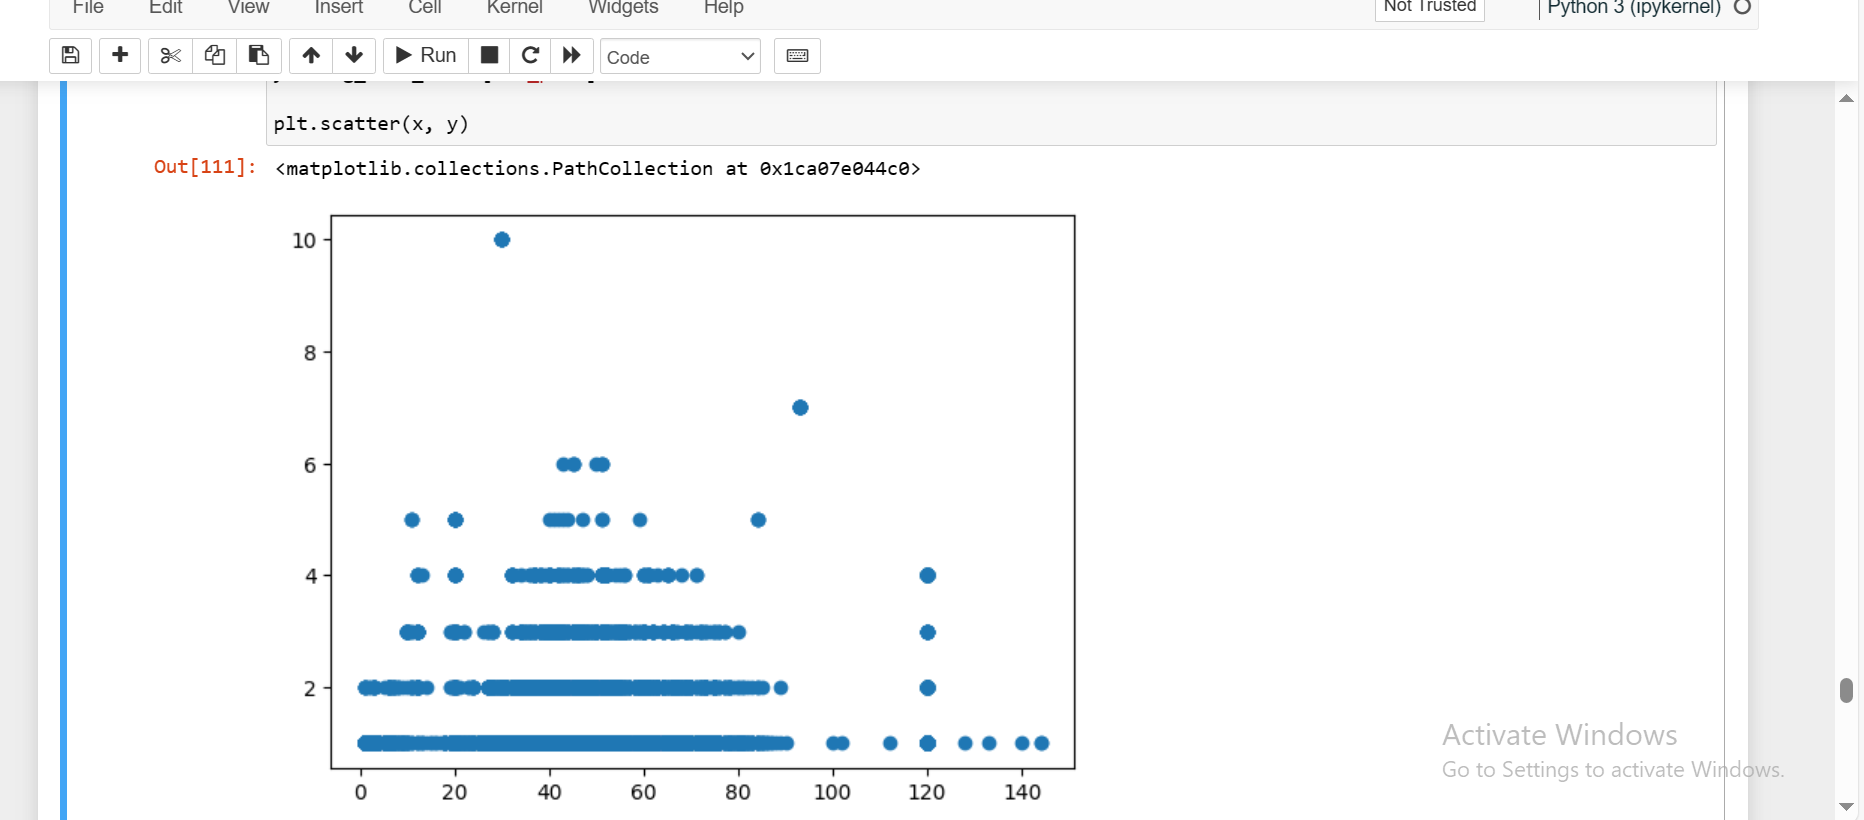 File Edit View Insert Cell Kernel Widgets Help Not Trusted Python 3 (ipykernel)
Run Code
plt.scatter(x, y)
Out[111]: <matplotlib.collections.PathCollection at 0x1ca07e044c0>
10
8
6
4
2
0 20 40 60 80 100 120 140
Activate Windows
Go to Settings to activate Windows.